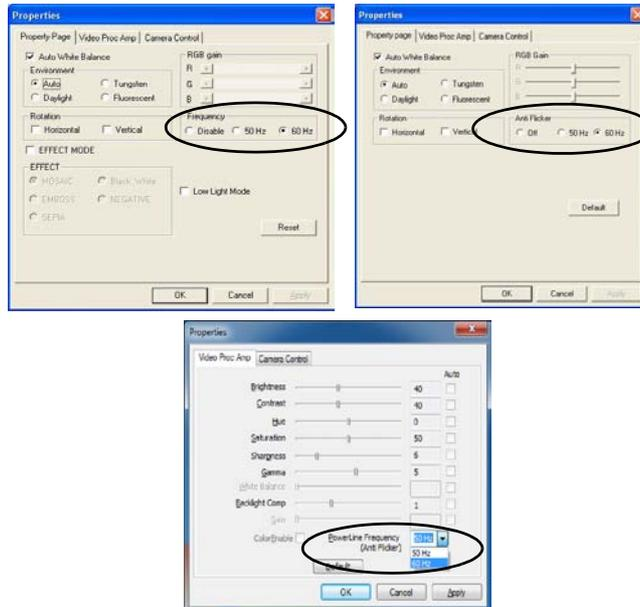 Properties
Property Page Video Proc Amp Camera Control
Auto White Balance
RGB gain
Environment
R
Auto Tungsten
G
Daylight Fluorescent
B
Rotation
Frequency
Horizontal Vertical
Disable 50 Hz 60 Hz
EFFECT MODE
EFFECT
MOSAIC Black_White
EMBOSS NEGATIVE
Low Light Mode
SEPIA
Reset
OK Cancel Apply
Properties
Property page Video Proc Amp Camera Control
Auto White Balance
RGB Gain
Environment
R
Auto Tungsten
G
Daylight Fluorescent
B
Rotation
Anti Flicker
Horizontal Vertical
Off 50 Hz 60 Hz
Default
OK Cancel Apply
Properties
Video Proc Amp Camera Control
Auto
Brightness 40
Contrast 40
Hue 0
Saturation 50
Sharpness 6
Gamma 5
White Balance
Backlight Comp 1
Gain
ColorEnable PowerLine Frequency 50 Hz
(Anti Flicker) 50 Hz
60 Hz
Default
OK Cancel Apply